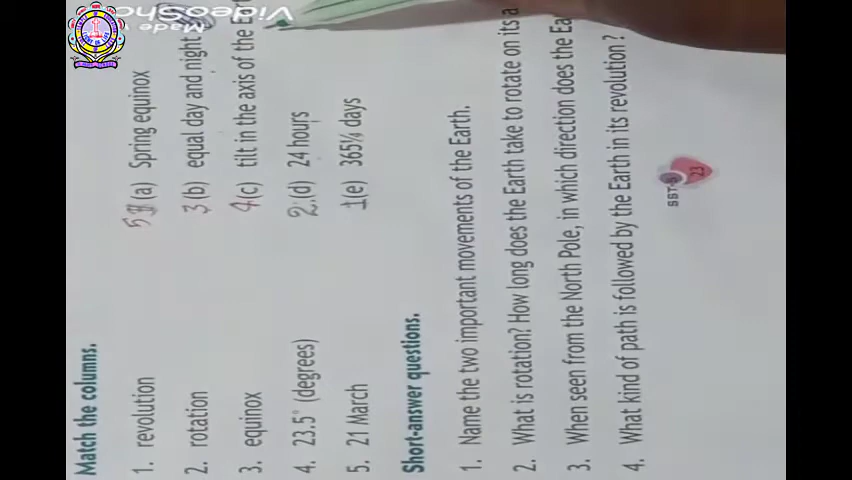 Made W
VideoSho
Match the columns.
1. revolution 5 (a) Spring equinox
2. rotation 3 (b) equal day and night
3. equinox 4 (c) tilt in the axis of the
4. 23.5° (degrees) 2. (d) 24 hours
5. 21 March 1 (e) 365¼ days
Short-answer questions.
1. Name the two important movements of the Earth.
2. What is rotation? How long does the Earth take to rotate on its a
3. When seen from the North Pole, in which direction does the Ea
4. What kind of path is followed by the Earth in its revolution?
SST-5
23